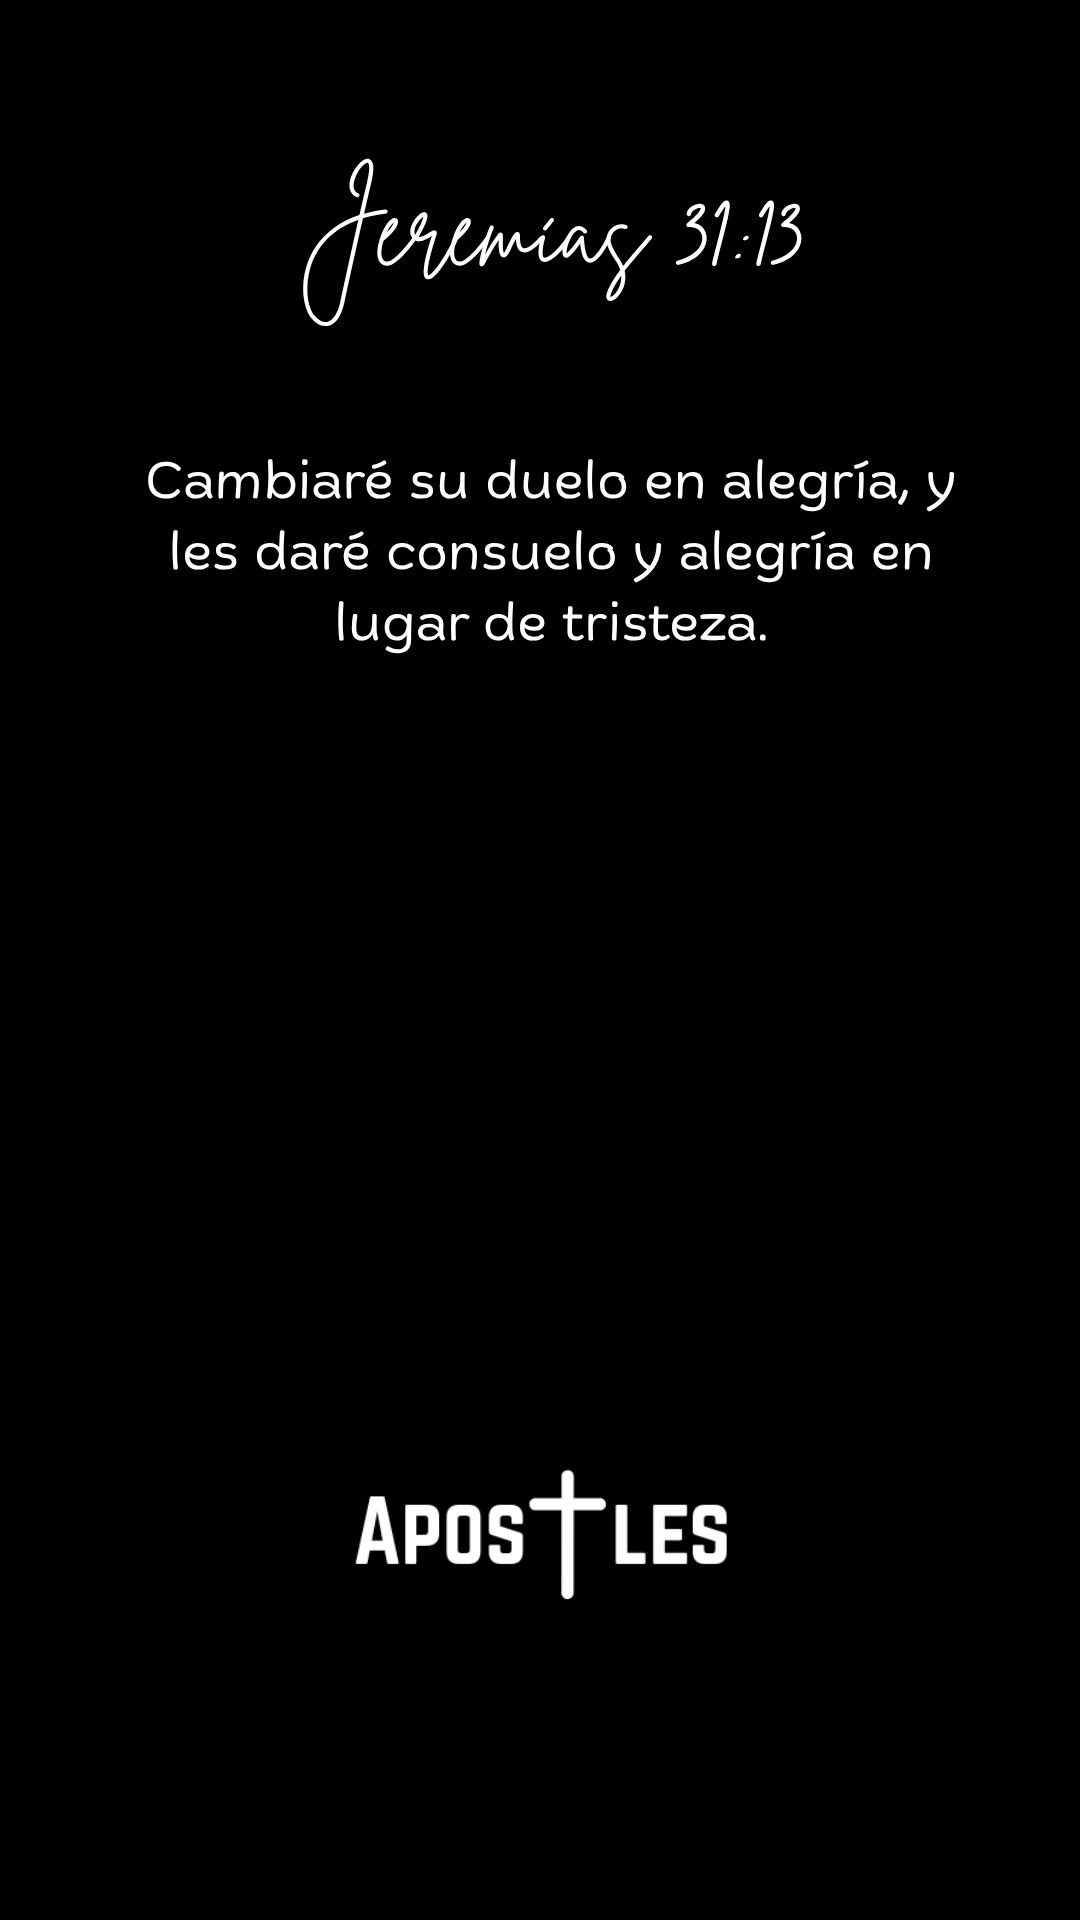 Jeremías 31:13
Cambiaré su duelo en alegría, y
les daré consuelo y alegría en
lugar de tristeza.
APOSTLES